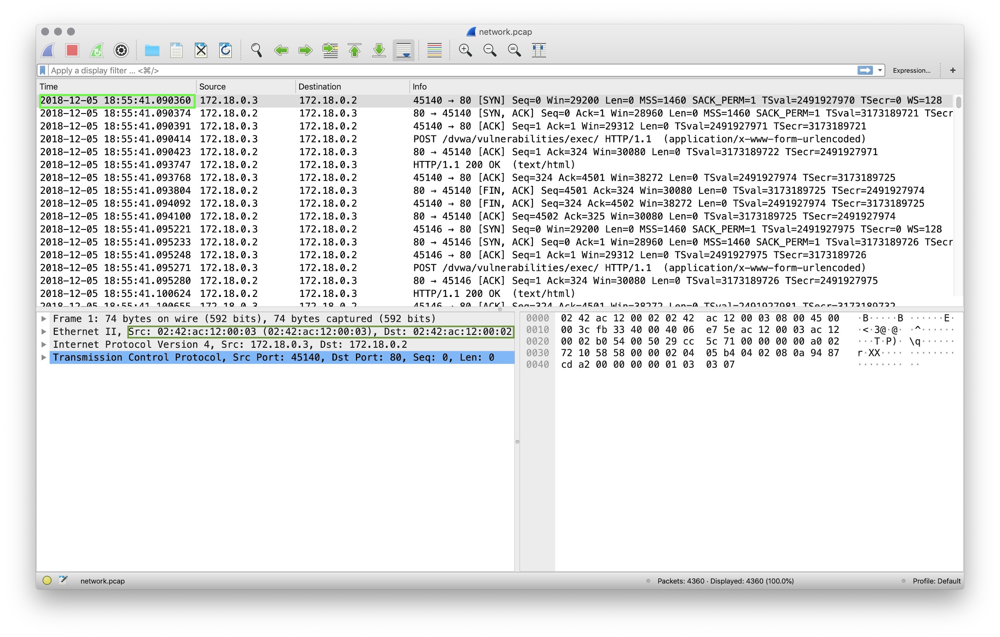 network.pcap
Apply a display filter ... <⌘/>
Expression...
+
Time Source Destination Info
2018-12-05 18:55:41.090360 172.18.0.3 172.18.0.2 45140 → 80 [SYN] Seq=0 Win=29200 Len=0 MSS=1460 SACK_PERM=1 TSval=2491927970 TSecr=0 WS=128
2018-12-05 18:55:41.090374 172.18.0.2 172.18.0.3 80 → 45140 [SYN, ACK] Seq=0 Ack=1 Win=28960 Len=0 MSS=1460 SACK_PERM=1 TSval=3173189721 TSecr
2018-12-05 18:55:41.090391 172.18.0.3 172.18.0.2 45140 → 80 [ACK] Seq=1 Ack=1 Win=29312 Len=0 TSval=2491927971 TSecr=3173189721
2018-12-05 18:55:41.090414 172.18.0.3 172.18.0.2 POST /dvwa/vulnerabilities/exec/ HTTP/1.1 (application/x-www-form-urlencoded)
2018-12-05 18:55:41.090423 172.18.0.2 172.18.0.3 80 → 45140 [ACK] Seq=1 Ack=324 Win=30080 Len=0 TSval=3173189722 TSecr=2491927971
2018-12-05 18:55:41.093747 172.18.0.2 172.18.0.3 HTTP/1.1 200 OK (text/html)
2018-12-05 18:55:41.093768 172.18.0.3 172.18.0.2 45140 → 80 [ACK] Seq=324 Ack=4501 Win=38272 Len=0 TSval=2491927974 TSecr=3173189725
2018-12-05 18:55:41.093804 172.18.0.2 172.18.0.3 80 → 45140 [FIN, ACK] Seq=4501 Ack=324 Win=30080 Len=0 TSval=3173189725 TSecr=2491927974
2018-12-05 18:55:41.094092 172.18.0.3 172.18.0.2 45140 → 80 [FIN, ACK] Seq=324 Ack=4502 Win=38272 Len=0 TSval=2491927974 TSecr=3173189725
2018-12-05 18:55:41.094100 172.18.0.2 172.18.0.3 80 → 45140 [ACK] Seq=4502 Ack=325 Win=30080 Len=0 TSval=3173189725 TSecr=2491927974
2018-12-05 18:55:41.095221 172.18.0.3 172.18.0.2 45146 → 80 [SYN] Seq=0 Win=29200 Len=0 MSS=1460 SACK_PERM=1 TSval=2491927975 TSecr=0 WS=128
2018-12-05 18:55:41.095233 172.18.0.2 172.18.0.3 80 → 45146 [SYN, ACK] Seq=0 Ack=1 Win=28960 Len=0 MSS=1460 SACK_PERM=1 TSval=3173189726 TSecr
2018-12-05 18:55:41.095248 172.18.0.3 172.18.0.2 45146 → 80 [ACK] Seq=1 Ack=1 Win=29312 Len=0 TSval=2491927975 TSecr=3173189726
2018-12-05 18:55:41.095271 172.18.0.3 172.18.0.2 POST /dvwa/vulnerabilities/exec/ HTTP/1.1 (application/x-www-form-urlencoded)
2018-12-05 18:55:41.095280 172.18.0.2 172.18.0.3 80 → 45146 [ACK] Seq=1 Ack=324 Win=30080 Len=0 TSval=3173189726 TSecr=2491927975
2018-12-05 18:55:41.100624 172.18.0.2 172.18.0.3 HTTP/1.1 200 OK (text/html)
2018-12-05 18:55:41.100655 172.18.0.3 172.18.0.2 45146 → 80 [ACK] Seq=324 Ack=4501 Win=38272 Len=0 TSval=2491927981 TSecr=3173189732
Frame 1: 74 bytes on wire (592 bits), 74 bytes captured (592 bits)
Ethernet II, Src: 02:42:ac:12:00:03 (02:42:ac:12:00:03), Dst: 02:42:ac:12:00:02
Internet Protocol Version 4, Src: 172.18.0.3, Dst: 172.18.0.2
Transmission Control Protocol, Src Port: 45140, Dst Port: 80, Seq: 0, Len: 0
0000 02 42 ac 12 00 02 02 42 ac 12 00 03 08 00 45 00 ·B·····B ······E·
0010 00 3c fb 33 40 00 40 06 e7 5e ac 12 00 03 ac 12 ·<·3@·@· ·^······
0020 00 02 b0 54 00 50 29 cc 5c 71 00 00 00 00 a0 02 ···T·P)· \q······
0030 72 10 58 58 00 00 02 04 05 b4 04 02 08 0a 94 87 r·XX···· ········
0040 cd a2 00 00 00 00 01 03 03 07 ········ ··
network.pcap
Packets: 4360 · Displayed: 4360 (100.0%)
Profile: Default